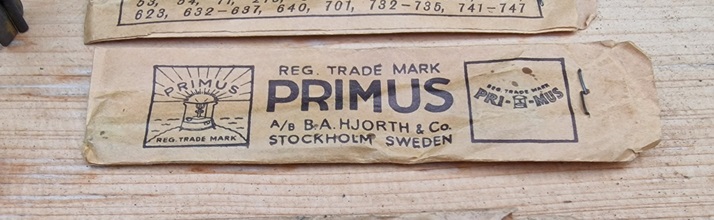 623, 632-637, 640, 701, 732-735, 741-747
PRIMUS
REG. TRADE MARK
REG. TRADE MARK
PRIMUS
A/B B.A. HJORTH & Co.
STOCKHOLM SWEDEN
REG. TRADE MARK
PRI-MUS